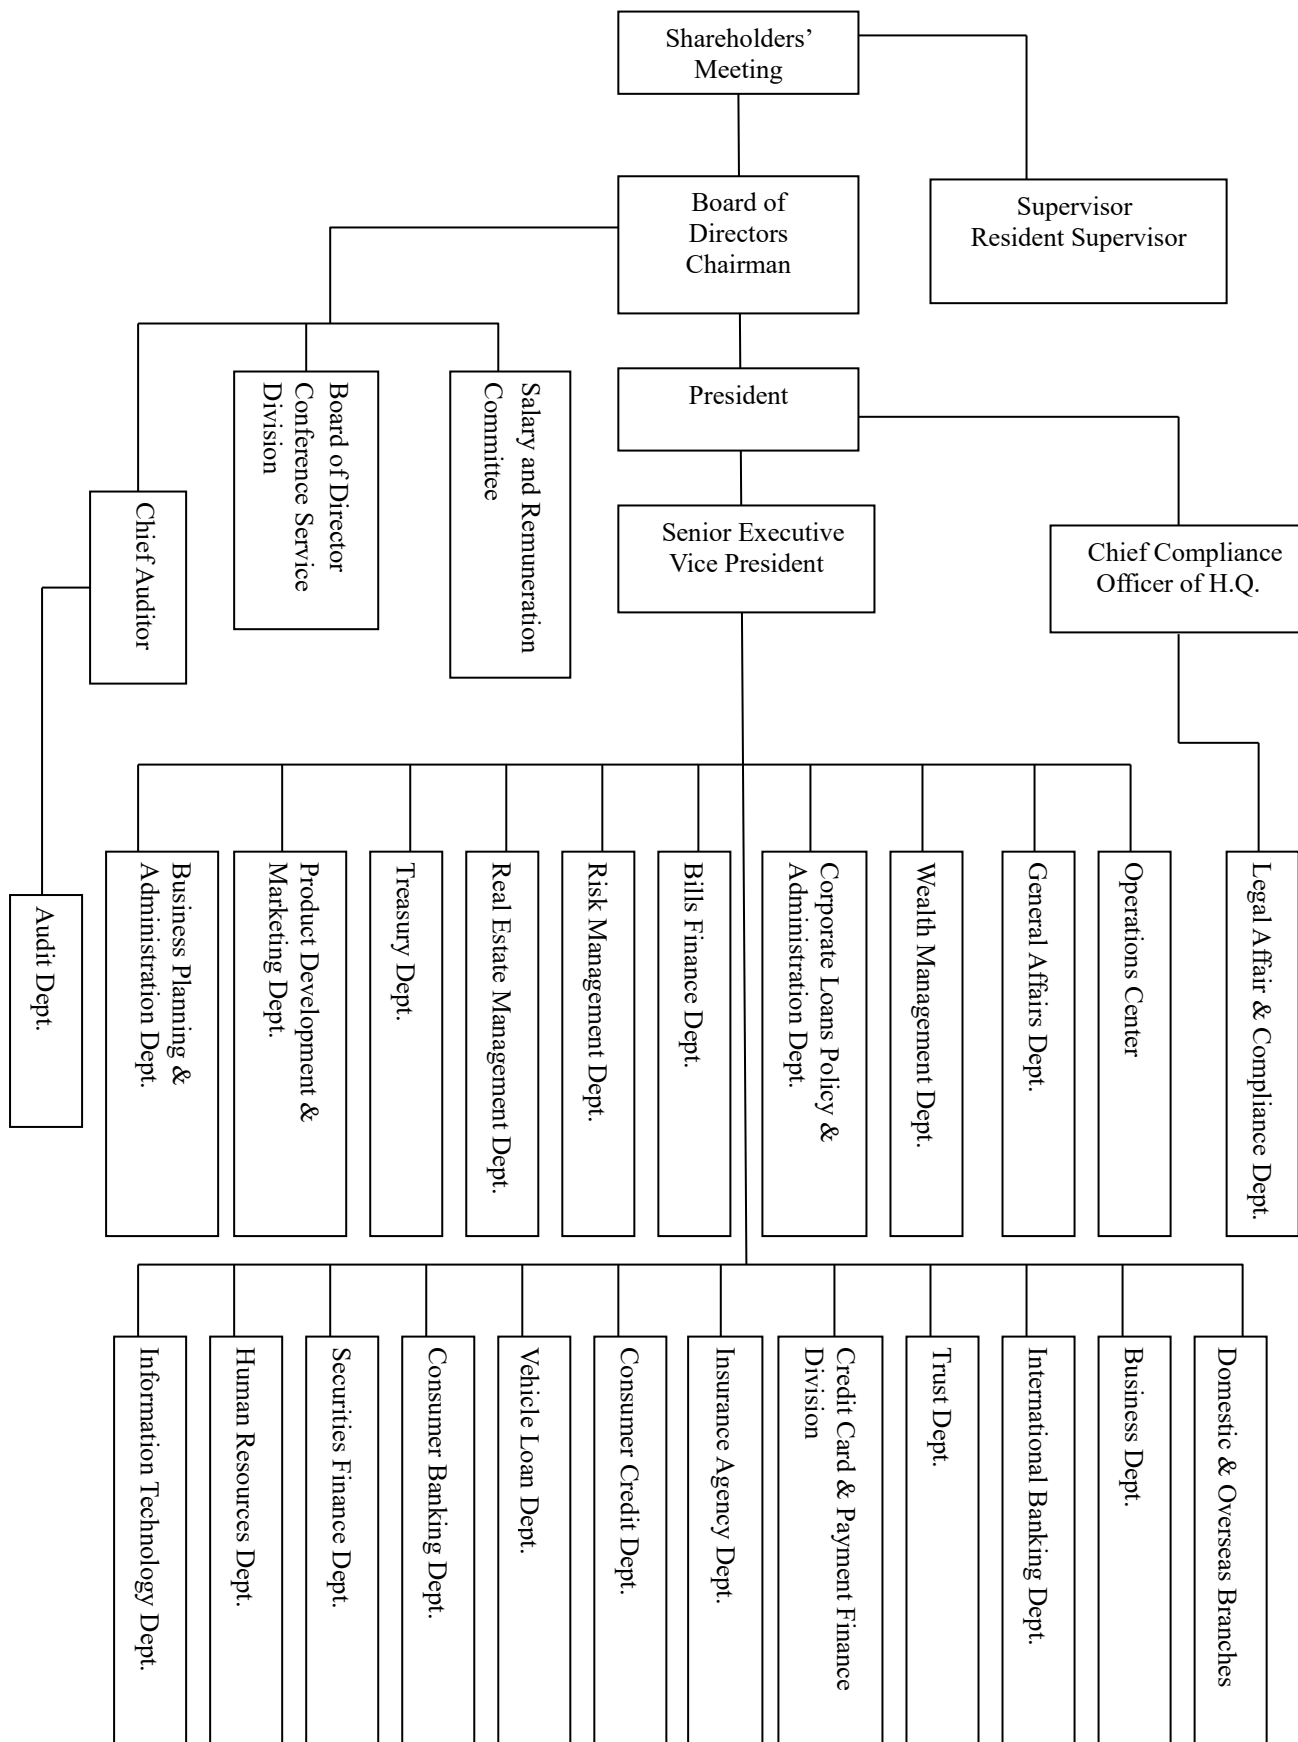 Shareholders’
Meeting
Board of
Directors
Chairman
Supervisor
Resident Supervisor
President
Board of Director
Conference Service
Division
Salary and Remuneration
Committee
Chief Auditor
Senior Executive
Vice President
Chief Compliance
Officer of H.Q.
Audit Dept.
Business Planning &
Administration Dept.
Product Development &
Marketing Dept.
Treasury Dept.
Real Estate Management Dept.
Risk Management Dept.
Bills Finance Dept.
Corporate Loans Policy &
Administration Dept.
Wealth Management Dept.
General Affairs Dept.
Operations Center
Legal Affair & Compliance Dept.
Information Technology Dept.
Human Resources Dept.
Securities Finance Dept.
Consumer Banking Dept.
Vehicle Loan Dept.
Consumer Credit Dept.
Insurance Agency Dept.
Credit Card & Payment Finance
Division
Trust Dept.
International Banking Dept.
Business Dept.
Domestic & Overseas Branches